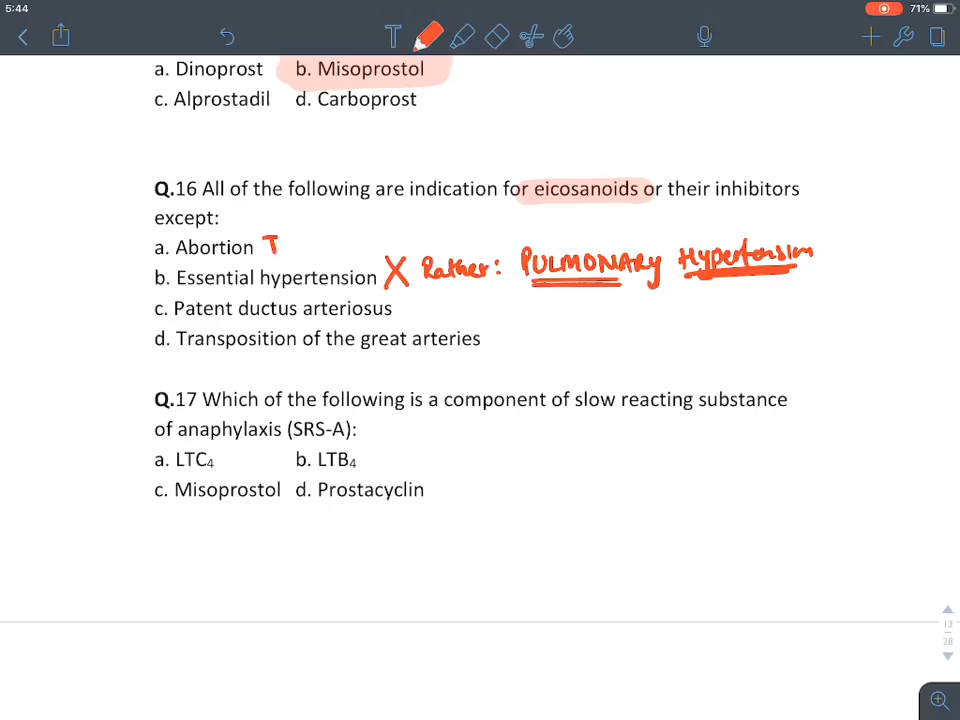 5:44
71%
T
a. Dinoprost b. Misoprostol
c. Alprostadil d. Carboprost
Q.16 All of the following are indication for eicosanoids or their inhibitors
except:
a. Abortion T
b. Essential hypertension X Rather: PULMONARY Hypertension
c. Patent ductus arteriosus
d. Transposition of the great arteries
Q.17 Which of the following is a component of slow reacting substance
of anaphylaxis (SRS-A):
a. LTC₄ b. LTB₄
c. Misoprostol d. Prostacyclin
13
28